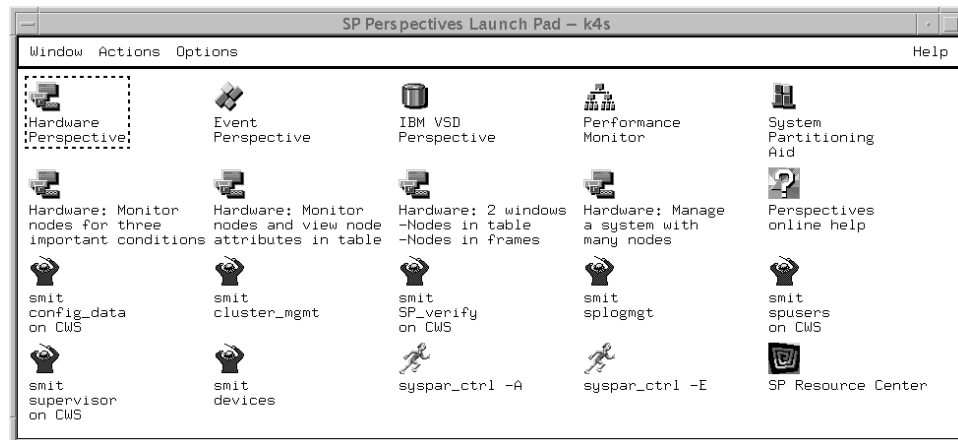 SP Perspectives Launch Pad – k4s
Window Actions Options Help
Hardware
Perspective
Event
Perspective
IBM VSD
Perspective
Performance
Monitor
System
Partitioning
Aid
Hardware: Monitor
nodes for three
important conditions
Hardware: Monitor
nodes and view node
attributes in table
Hardware: 2 windows
-Nodes in table
-Nodes in frames
Hardware: Manage
a system with
many nodes
Perspectives
online help
smit
config_data
on CWS
smit
cluster_mgmt
smit
SP_verify
on CWS
smit
splogmgt
smit
spusers
on CWS
smit
supervisor
on CWS
smit
devices
syspar_ctrl -A
syspar_ctrl -E
SP Resource Center